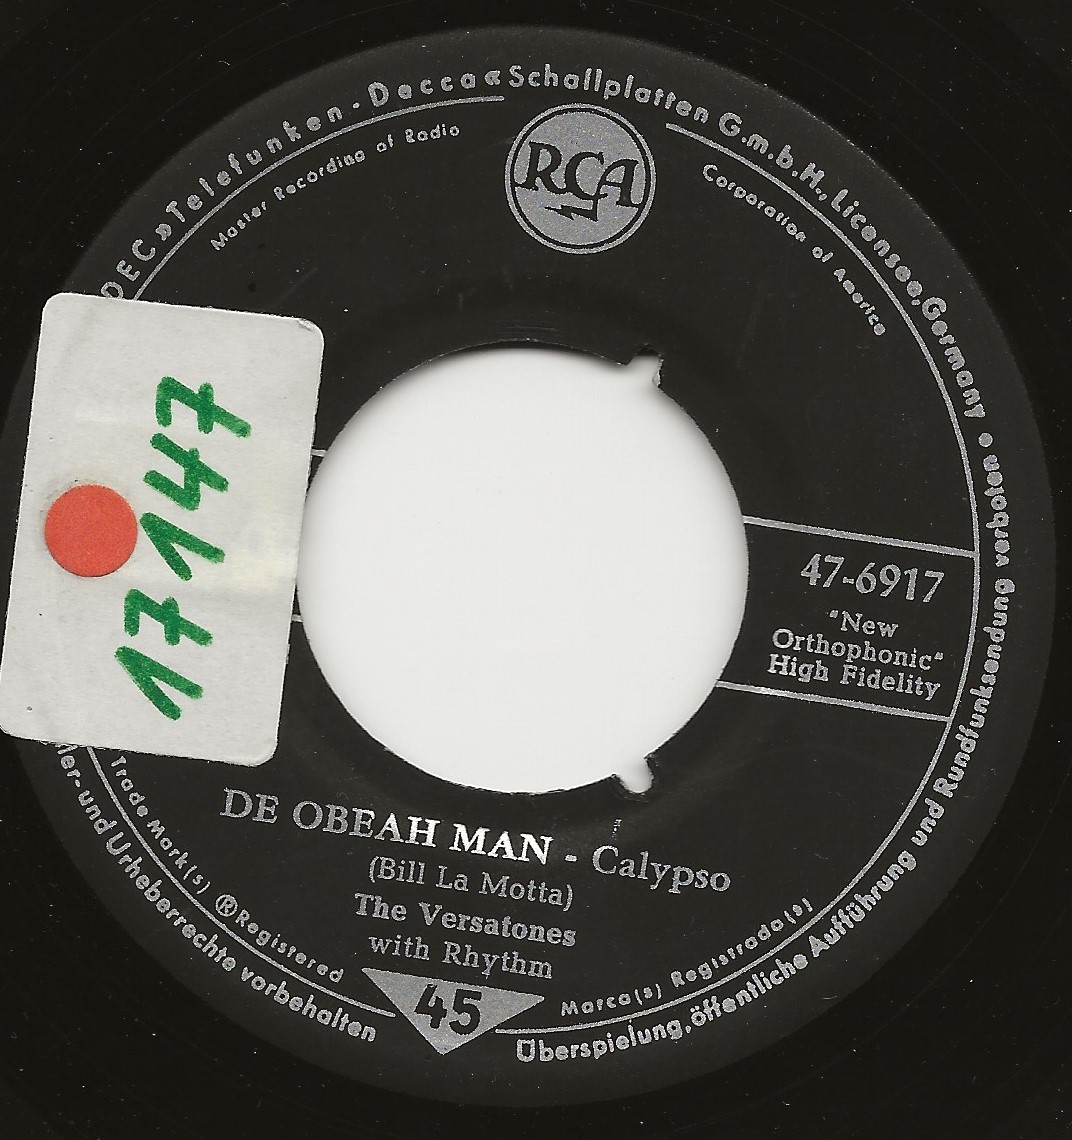 DEC »Telefunken - Decca« Schallplatten G.m.b.H., Licensee, Germany •
Master Recording of Radio
Corporation of America
RCA
17147
47-6917
"New
Orthophonic"
High Fidelity
DE OBEAH MAN - Calypso
(Bill La Motta)
The Versatones
with Rhythm
45
Trade Mark(s) ® Registered
Marca(s) Registrada(s)
Urheberrechte vorbehalten
Überspielung, öffentliche Aufführung und Rundfunksendung verboten